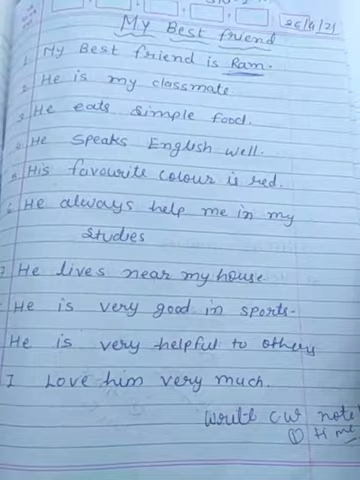 25/9/21
My Best friend
1. My Best friend is Ram.
2. He is my classmate
3. He eats simple food.
4. He speaks English well.
5. His favourite colour is red.
6. He always help me in my
studies
7. He lives near my house
He is very good in sports.
He is very helpful to others
I Love him very much.
Write CW note
① H me